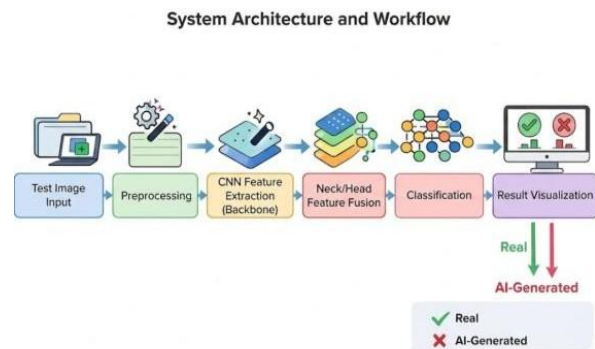 System Architecture and Workflow
Test Image
Input
Preprocessing
CNN Feature
Extraction
(Backbone)
Neck/Head
Feature Fusion
Classification
Result Visualization
Real
AI-Generated
Real
AI-Generated